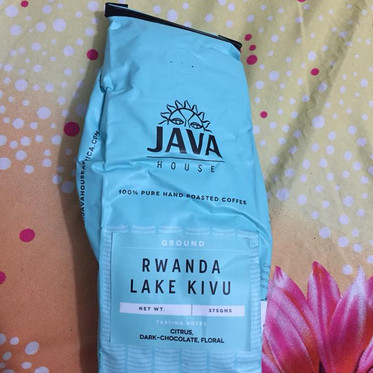 JAVA
HOUSE
100% PURE HAND ROASTED COFFEE
GROUND
RWANDA
LAKE KIVU
NET WT. 375GMS
TASTING NOTES
CITRUS,
DARK-CHOCOLATE, FLORAL